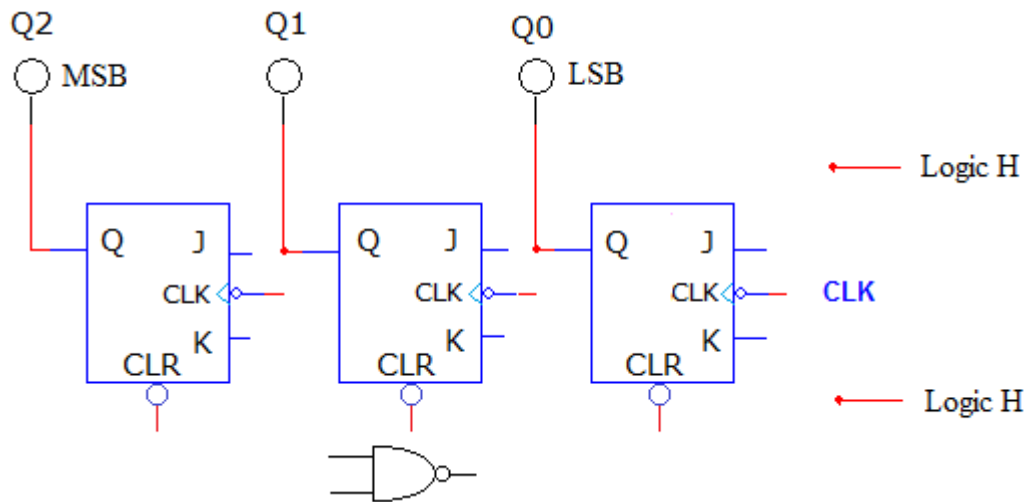 Q2 Q1 Q0
MSB LSB
Logic H
Q J Q J Q J
CLK CLK CLK CLK
K K K
CLR CLR CLR
Logic H